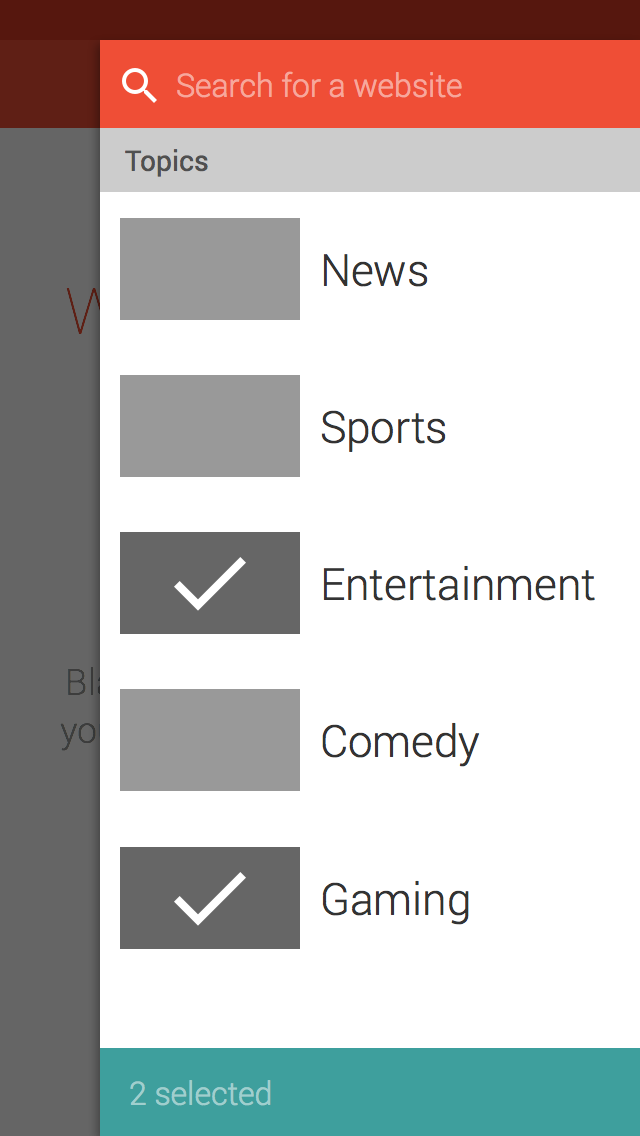 Search for a website
Topics
News
Sports
Entertainment
Comedy
Gaming
2 selected